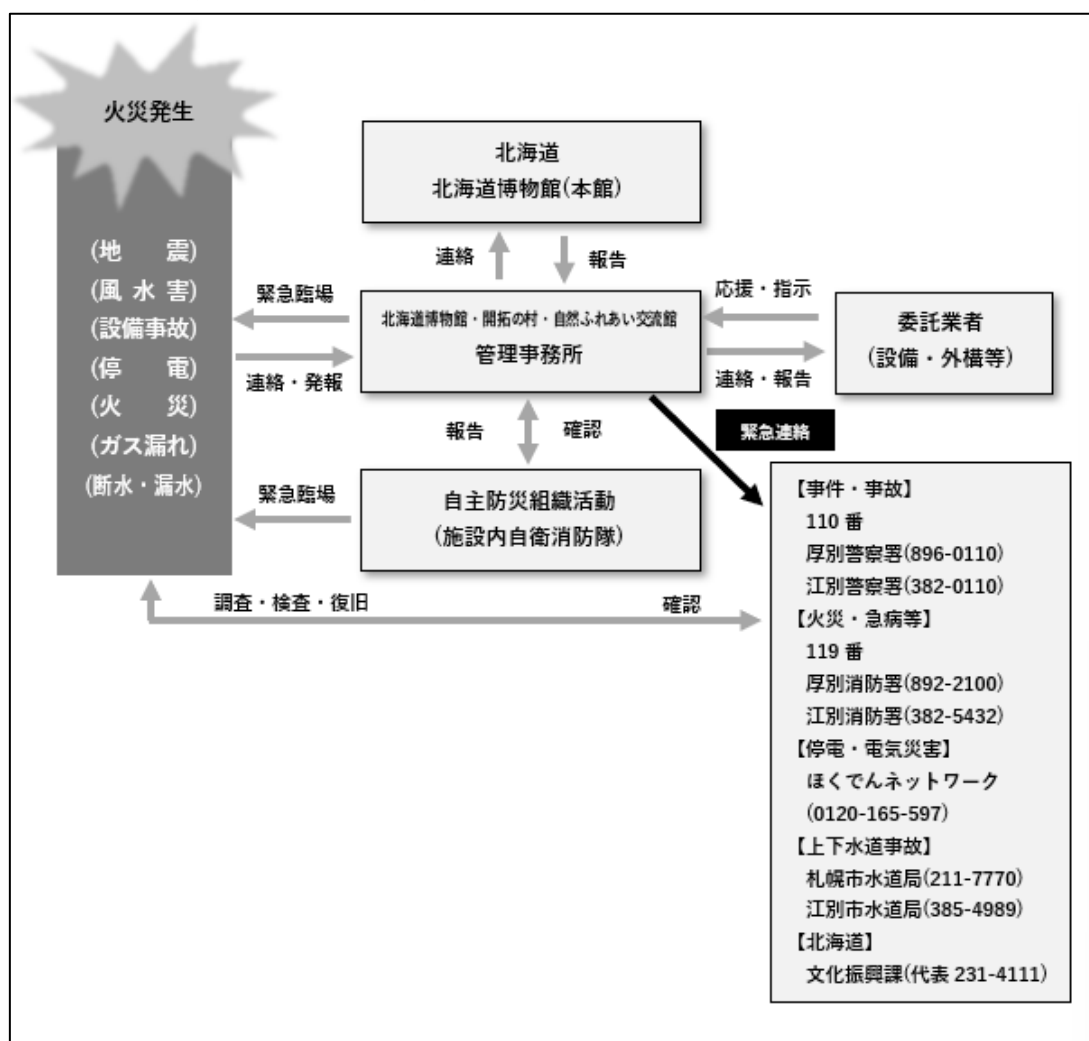 火災発生
(地　震)
(風 水 害)
(設備事故)
(停　電)
(火　災)
(ガス漏れ)
(断水・漏水)
北海道
北海道博物館(本館)
連絡
報告
緊急臨場
連絡・発報
北海道博物館・開拓の村・自然ふれあい交流館
管理事務所
応援・指示
連絡・報告
委託業者
(設備・外構等)
報告
確認
緊急連絡
緊急臨場
自主防災組織活動
(施設内自衛消防隊)
調査・検査・復旧
確認
【事件・事故】
110 番
厚別警察署(896-0110)
江別警察署(382-0110)
【火災・急病等】
119 番
厚別消防署(892-2100)
江別消防署(382-5432)
【停電・電気災害】
ほくでんネットワーク
(0120-165-597)
【上下水道事故】
札幌市水道局(211-7770)
江別市水道局(385-4989)
【北海道】
文化振興課(代表 231-4111)